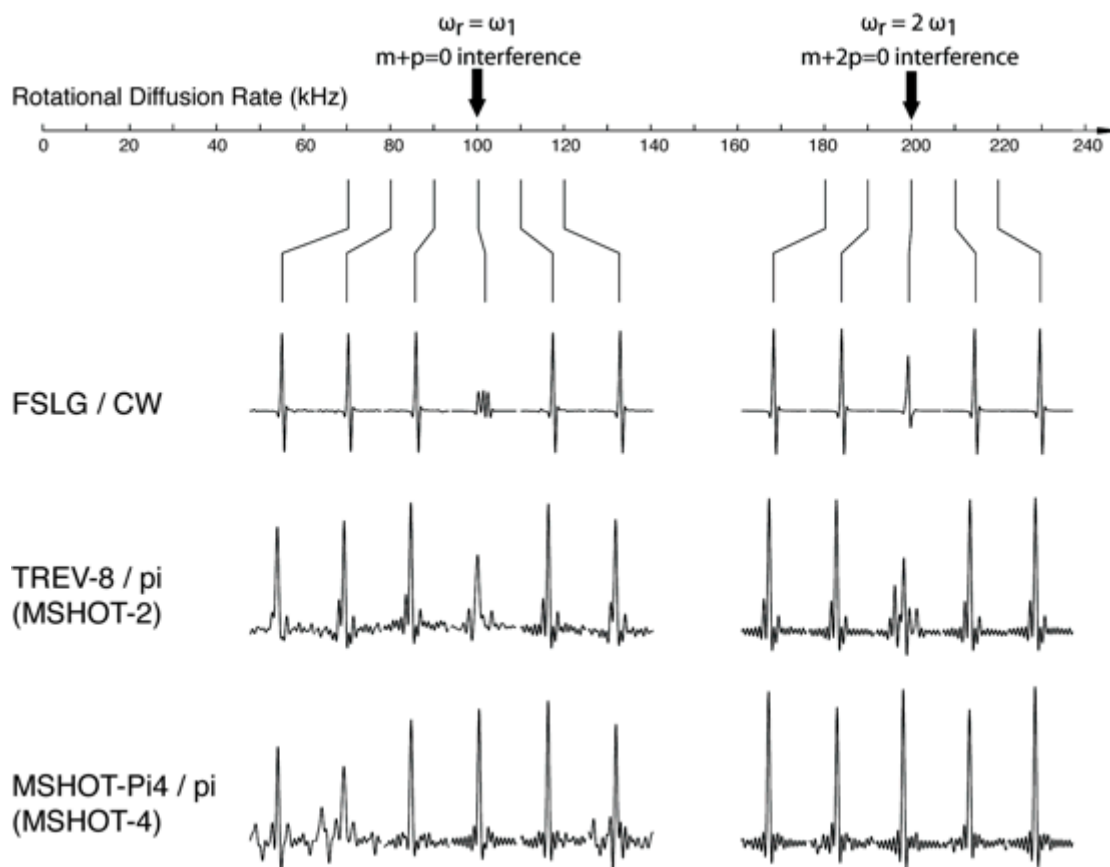 ωr = ω1
m+p=0 interference
ωr = 2 ω1
m+2p=0 interference
Rotational Diffusion Rate (kHz)
0 20 40 60 80 100 120 140 160 180 200 220 240
FSLG / CW
TREV-8 / pi
(MSHOT-2)
MSHOT-Pi4 / pi
(MSHOT-4)